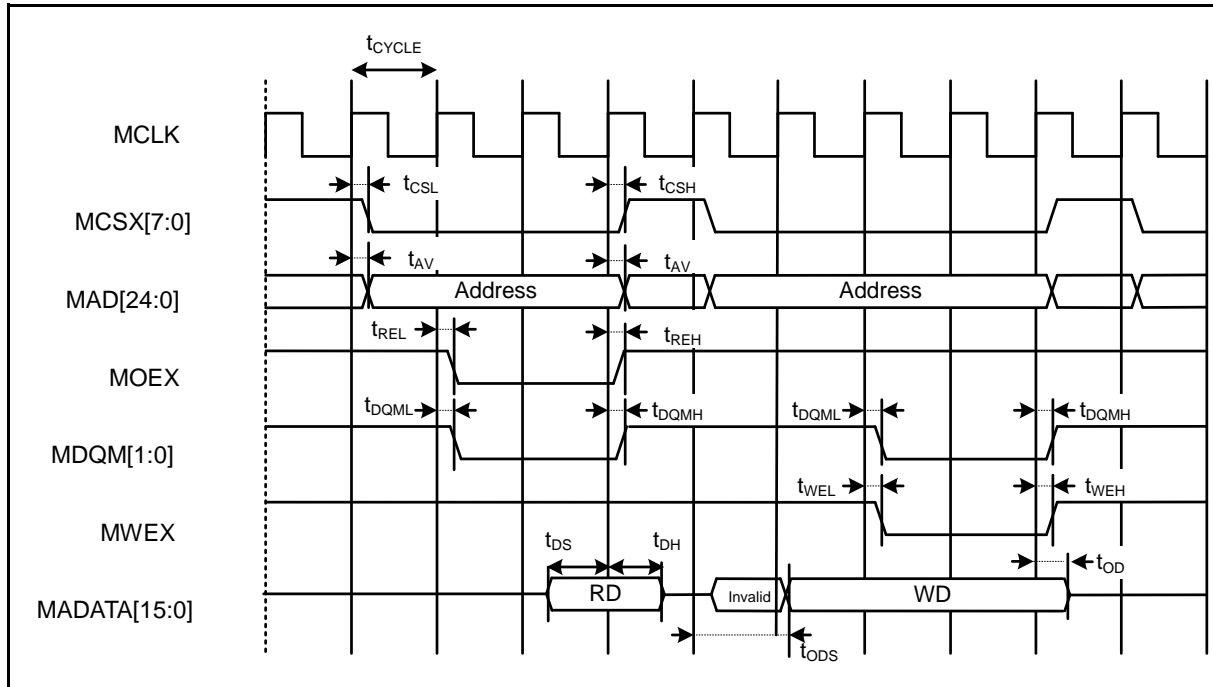 tCYCLE
MCLK
tCSL tCSH
MCSX[7:0]
tAV tAV
MAD[24:0] Address Address
tREL tREH
MOEX
tDQML tDQMH tDQML tDQMH
MDQM[1:0]
tWEL tWEH
MWEX
tDS tDH tOD
MADATA[15:0] RD Invalid WD
tODS